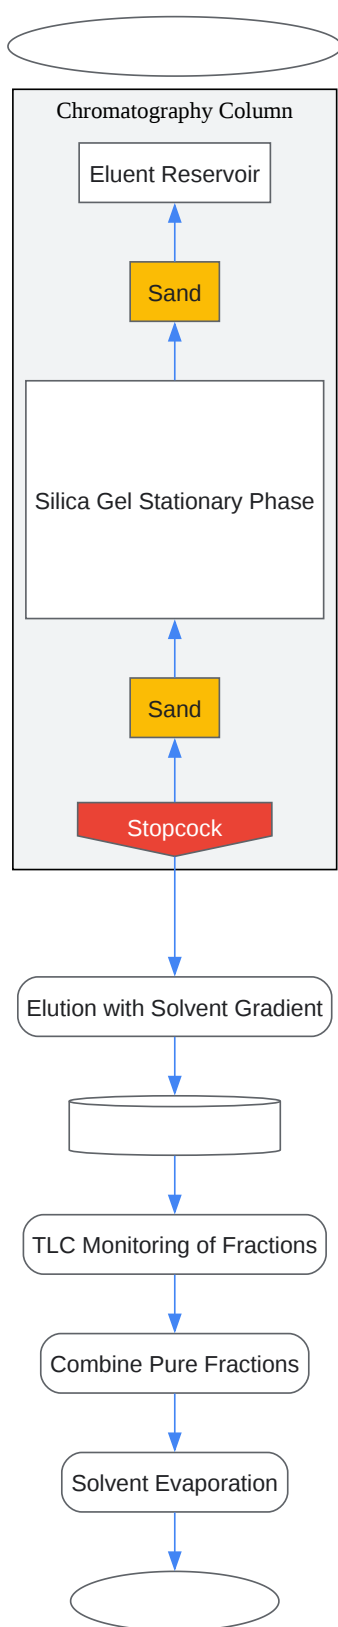 Chromatography Column
Eluent Reservoir
Sand
Silica Gel Stationary Phase
Sand
Stopcock
Elution with Solvent Gradient
TLC Monitoring of Fractions
Combine Pure Fractions
Solvent Evaporation